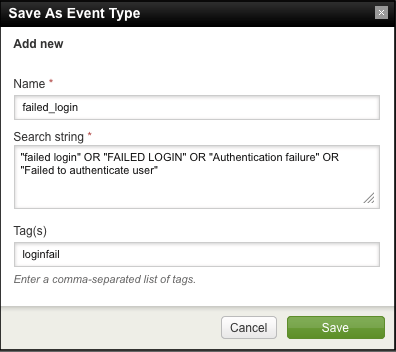 Save As Event Type
Add new
Name *
failed_login
Search string *
"failed login" OR "FAILED LOGIN" OR "Authentication failure" OR
"Failed to authenticate user"
Tag(s)
loginfail
Enter a comma-separated list of tags.
Cancel
Save